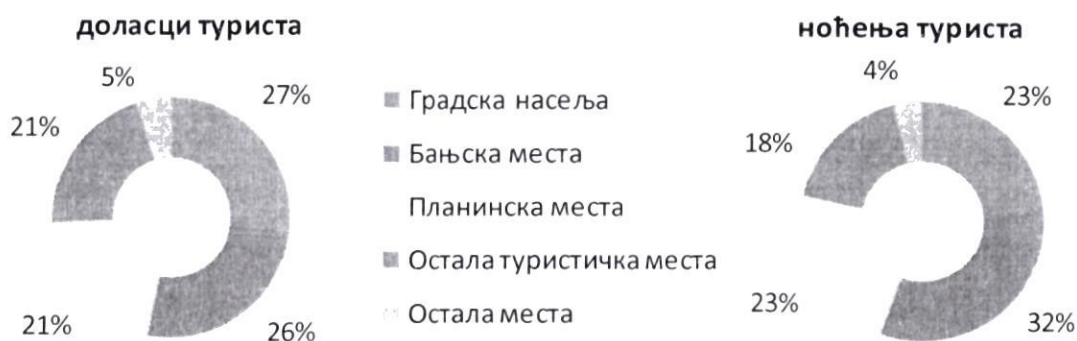 доласци туриста
5%
27%
21%
21%
26%
Градска насеља
Бањска места
Планинска места
Остала туристичка места
Остала места
ноћења туриста
4%
23%
18%
23%
32%